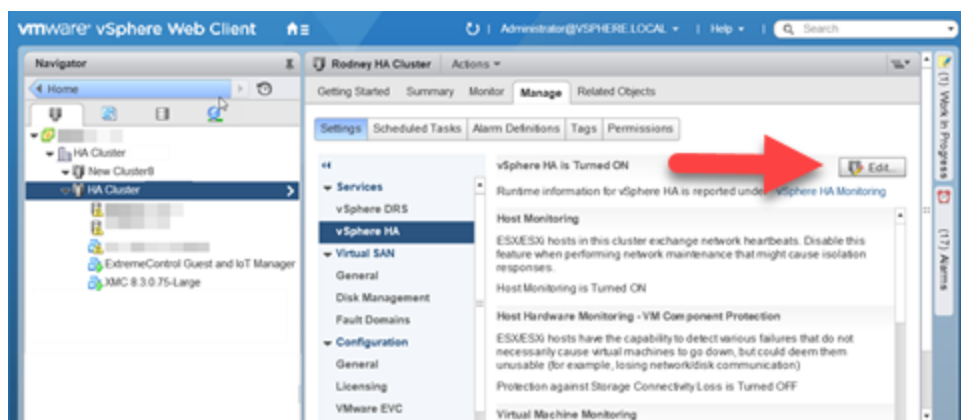 vmware vSphere Web Client
Administrator@VSPHERE.LOCAL | Help | Search
Navigator
Home
HA Cluster
New Cluster8
HA Cluster
ExtremeControl Guest and IoT Manager
XMC 8.3.0.75-Large
Rodney HA Cluster Actions
Getting Started Summary Monitor Manage Related Objects
Settings Scheduled Tasks Alarm Definitions Tags Permissions
Services
vSphere DRS
vSphere HA
Virtual SAN
General
Disk Management
Fault Domains
Configuration
General
Licensing
VMware EVC
vSphere HA is Turned ON
Edit...
Runtime information for vSphere HA is reported under vSphere HA Monitoring
Host Monitoring
ESX/ESXi hosts in this cluster exchange network heartbeats. Disable this
feature when performing network maintenance that might cause isolation
responses.
Host Monitoring is Turned ON
Host Hardware Monitoring - VM Component Protection
ESX/ESXi hosts have the capability to detect various failures that do not
necessarily cause virtual machines to go down, but could deem them
unusable (for example, losing network/disk communication)
Protection against Storage Connectivity Loss is Turned OFF
Virtual Machine Monitoring
(1) Work In Progress
(17) Alarms